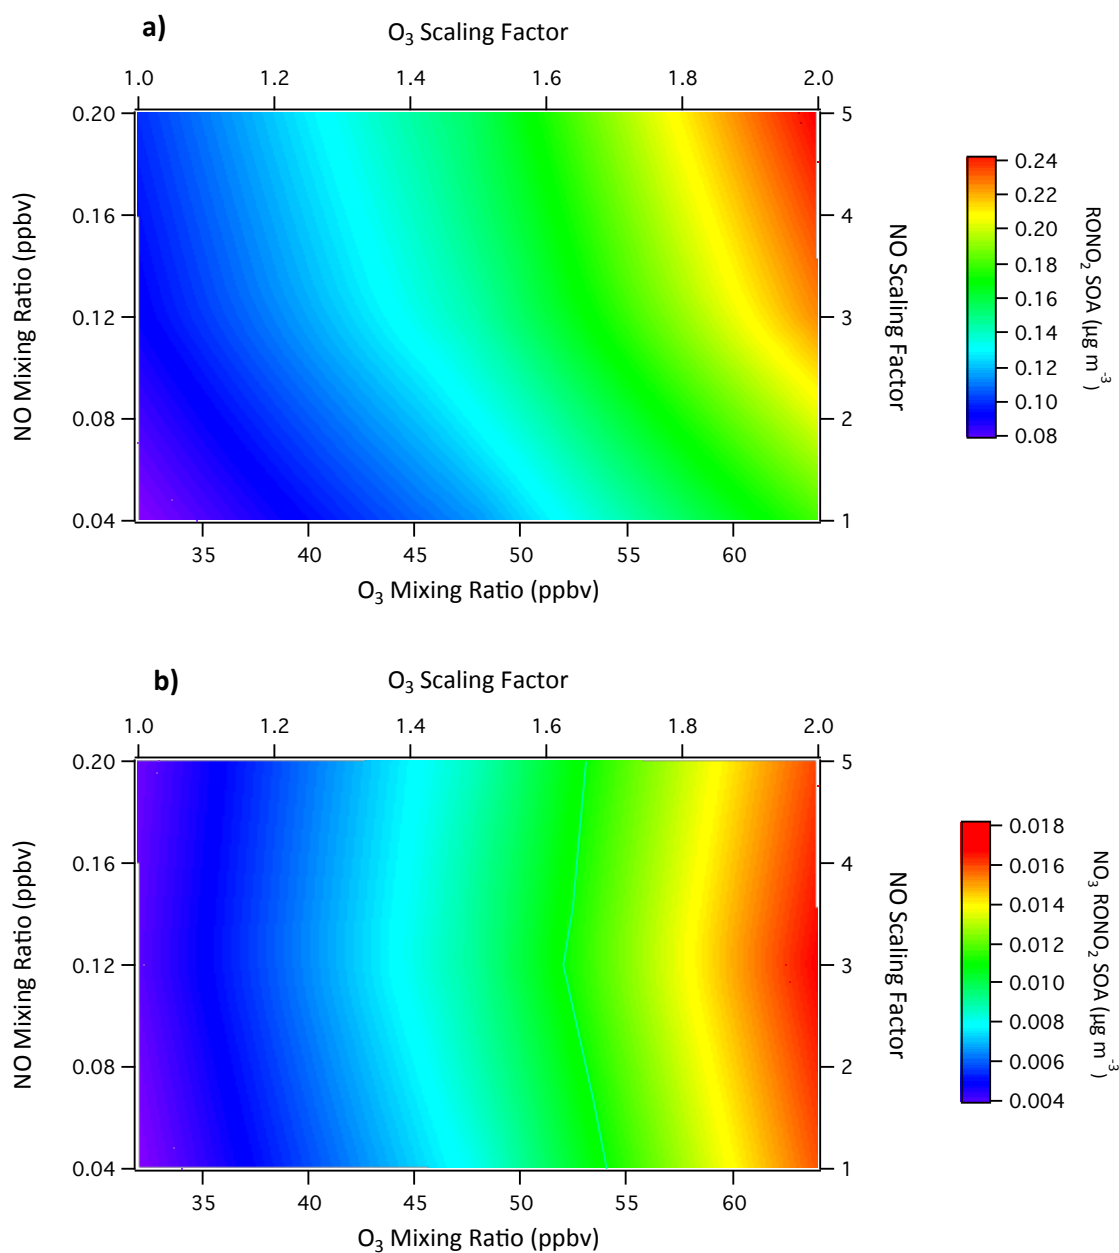 a)
O₃ Scaling Factor
1.0 1.2 1.4 1.6 1.8 2.0
0.20
0.16
0.12
0.08
0.04
NO Mixing Ratio (ppbv)
5
4
3
2
1
NO Scaling Factor
35 40 45 50 55 60
O₃ Mixing Ratio (ppbv)
0.24
0.22
0.20
0.18
0.16
0.14
0.12
0.10
0.08
RONO₂ SOA (µg m⁻³)
b)
O₃ Scaling Factor
1.0 1.2 1.4 1.6 1.8 2.0
0.20
0.16
0.12
0.08
0.04
NO Mixing Ratio (ppbv)
5
4
3
2
1
NO Scaling Factor
35 40 45 50 55 60
O₃ Mixing Ratio (ppbv)
0.018
0.016
0.014
0.012
0.010
0.008
0.006
0.004
NO₃ RONO₂ SOA (µg m⁻³)